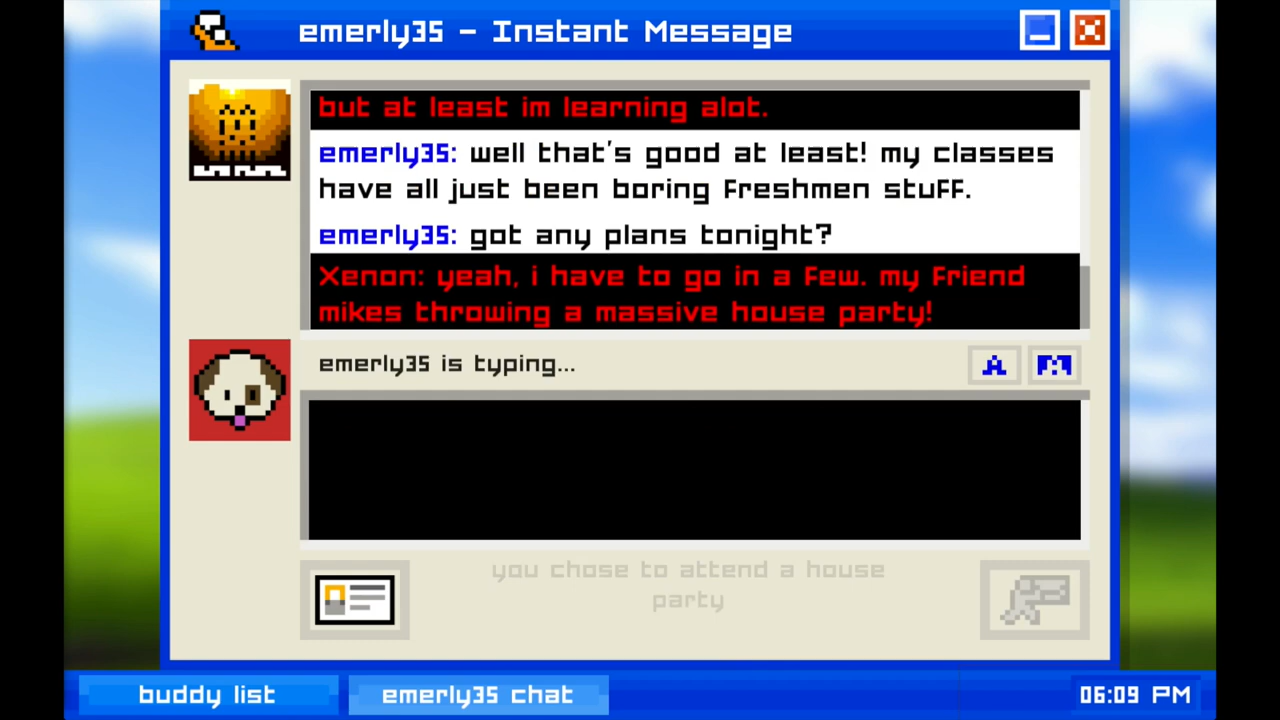 emerly35 - Instant Message
but at least im learning alot.
emerly35: well that's good at least! my classes
have all just been boring freshmen stuff.
emerly35: got any plans tonight?
Xenon: yeah, i have to go in a few. my friend
mikes throwing a massive house party!
emerly35 is typing...
A
you chose to attend a house
party
buddy list
emerly35 chat
06:09 PM